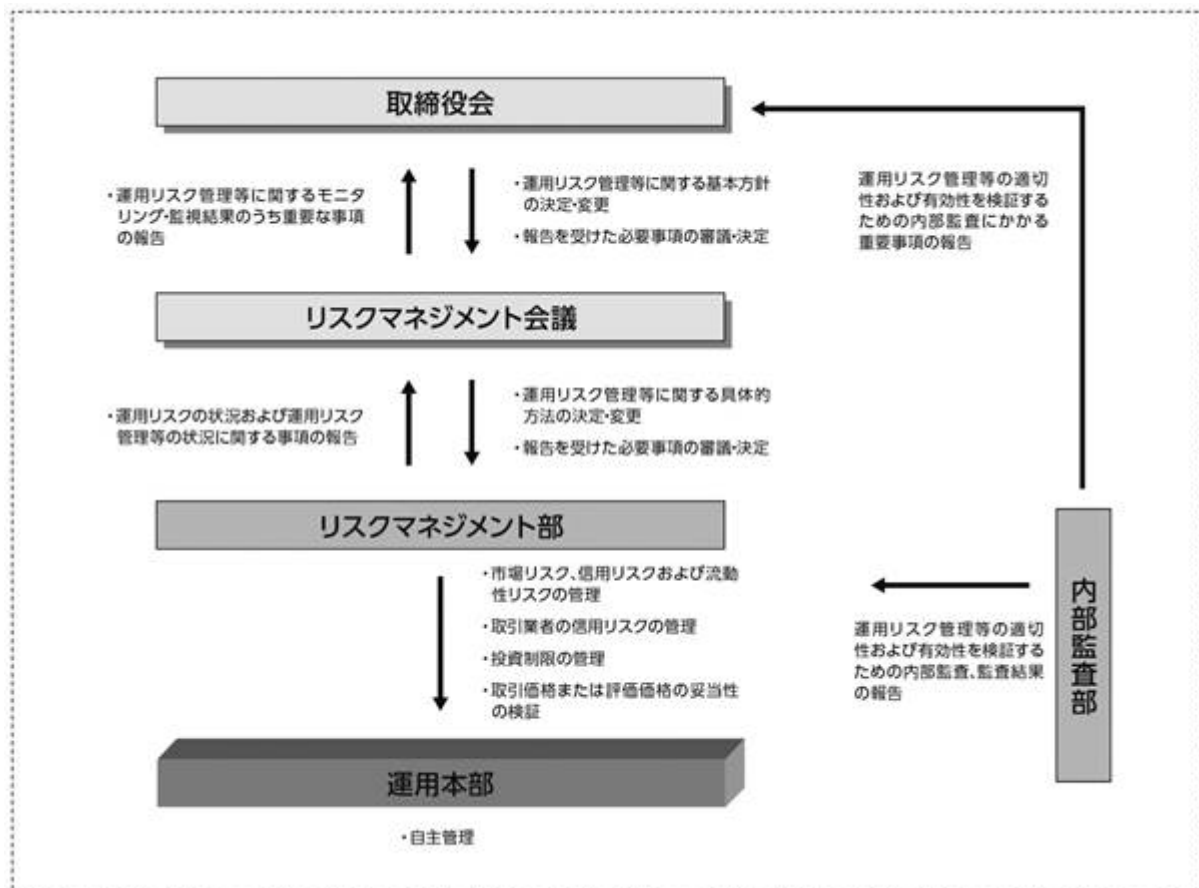 取締役会
・運用リスク管理等に関するモニタ
リング・監視結果のうち重要な事項
の報告
・運用リスク管理等に関する基本方針
の決定・変更
・報告を受けた必要事項の審議・決定
運用リスク管理等の適切
性および有効性を検証する
ための内部監査にかかる
重要事項の報告
リスクマネジメント会議
・運用リスクの状況および運用リスク
管理等の状況に関する事項の報告
・運用リスク管理等に関する具体的
方法の決定・変更
・報告を受けた必要事項の審議・決定
リスクマネジメント部
・市場リスク、信用リスクおよび流動
性リスクの管理
・取引業者の信用リスクの管理
・投資制限の管理
・取引価格または評価価格の妥当性
の検証
運用リスク管理等の適切
性および有効性を検証する
ための内部監査、監査結果
の報告
内部監査部
運用本部
・自主管理